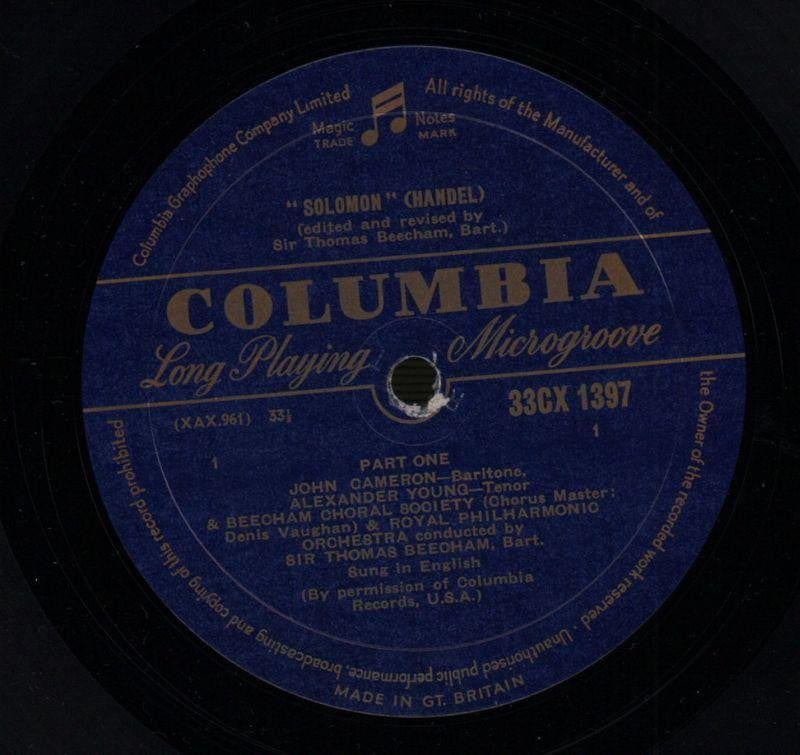 Columbia Graphophone Company Limited
All rights of the Manufacturer and of
the Owner of the recorded work reserved · Unauthorised public performance, broadcasting and copying of this record prohibited
Magic Notes
TRADE MARK
"SOLOMON" (HANDEL)
(edited and revised by
Sir Thomas Beecham, Bart.)
COLUMBIA
Long Playing Microgroove
(XAX.961) 33⅓
33CX 1397
1
1
PART ONE
JOHN CAMERON—Baritone,
ALEXANDER YOUNG—Tenor
& BEECHAM CHORAL SOCIETY (Chorus Master:
Denis Vaughan) & ROYAL PHILHARMONIC
ORCHESTRA conducted by
SIR THOMAS BEECHAM, Bart.
Sung in English
(By permission of Columbia
Records, U.S.A.)
MADE IN GT. BRITAIN